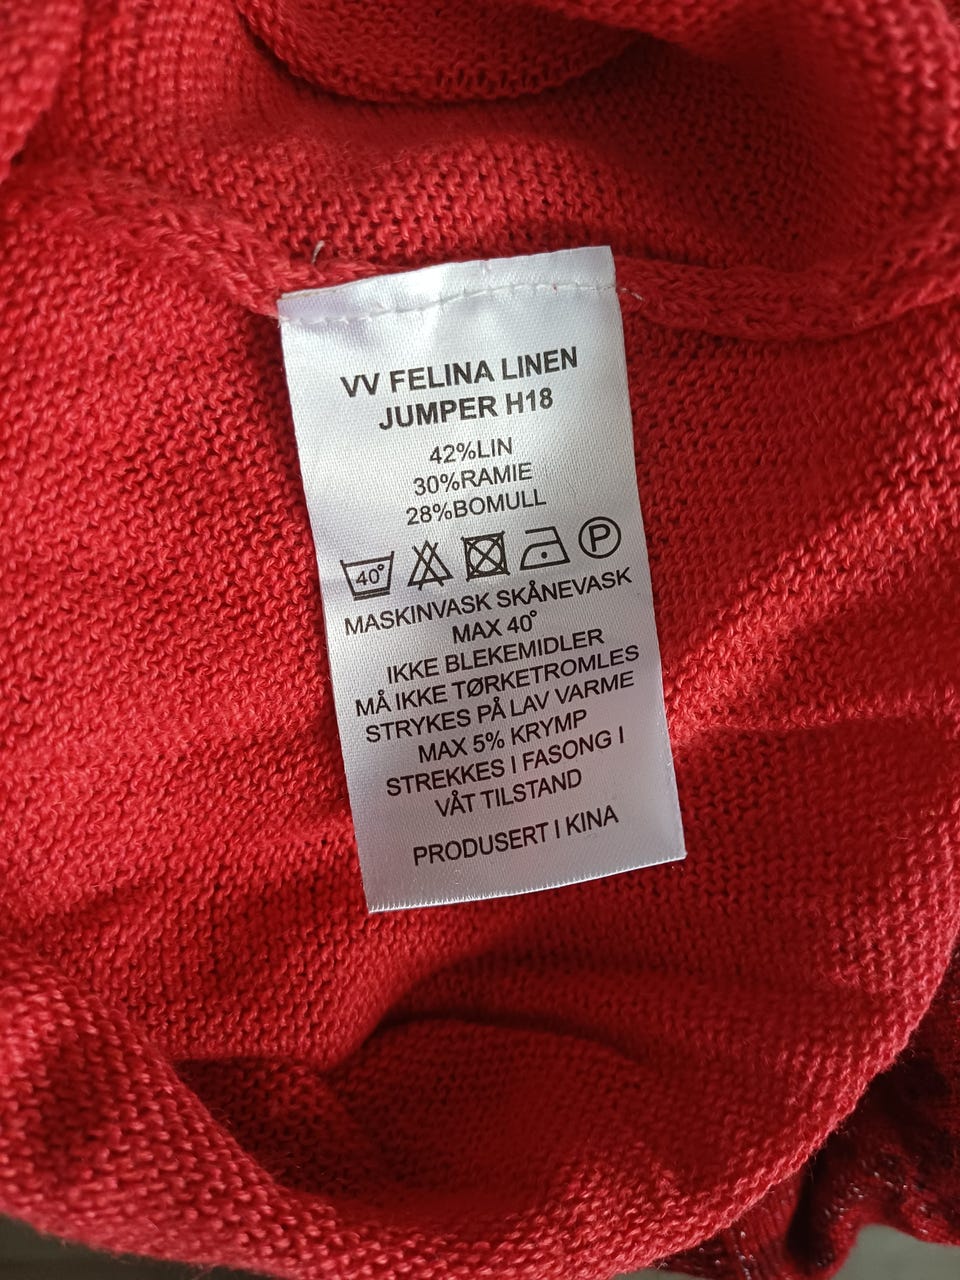 VV FELINA LINEN
JUMPER H18
42%LIN
30%RAMIE
28%BOMULL
40° P
MASKINVASK SKÅNEVASK
MAX 40°
IKKE BLEKEMIDLER
MÅ IKKE TØRKETROMLES
STRYKES PÅ LAV VARME
MAX 5% KRYMP
STREKKES I FASONG I
VÅT TILSTAND
PRODUSERT I KINA